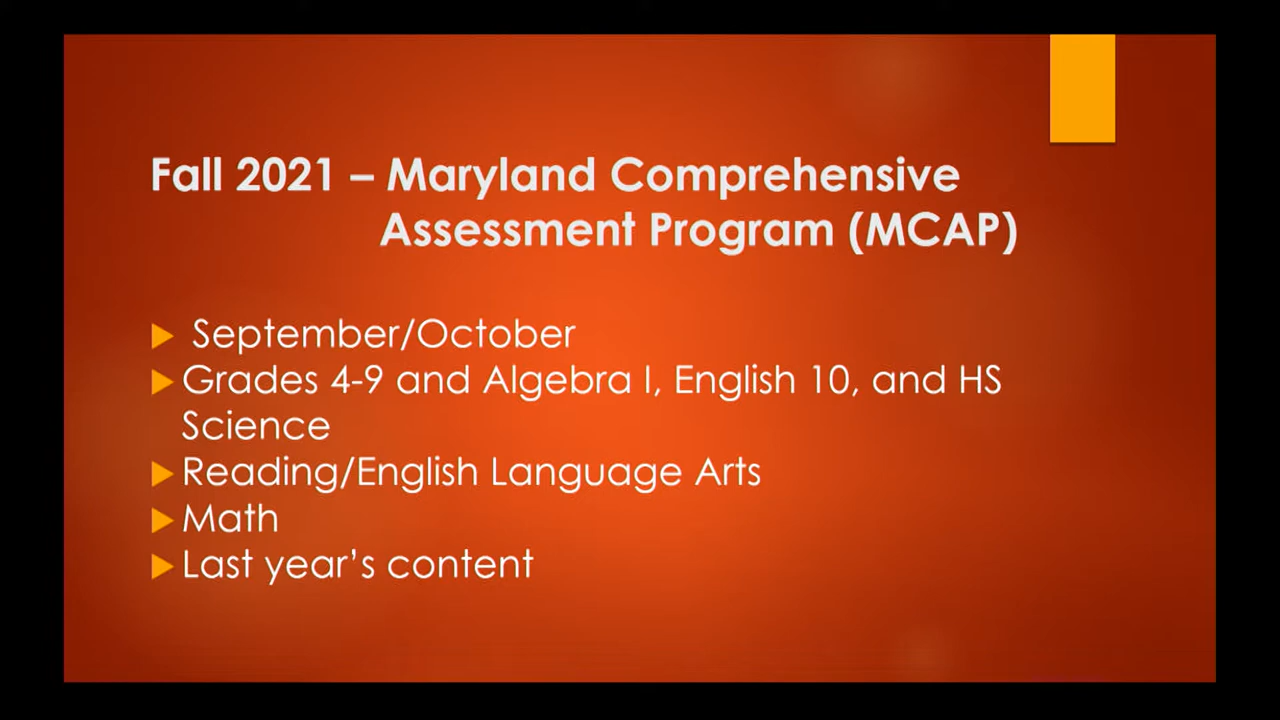 Fall 2021 – Maryland Comprehensive
Assessment Program (MCAP)
September/October
Grades 4-9 and Algebra I, English 10, and HS
Science
Reading/English Language Arts
Math
Last year's content